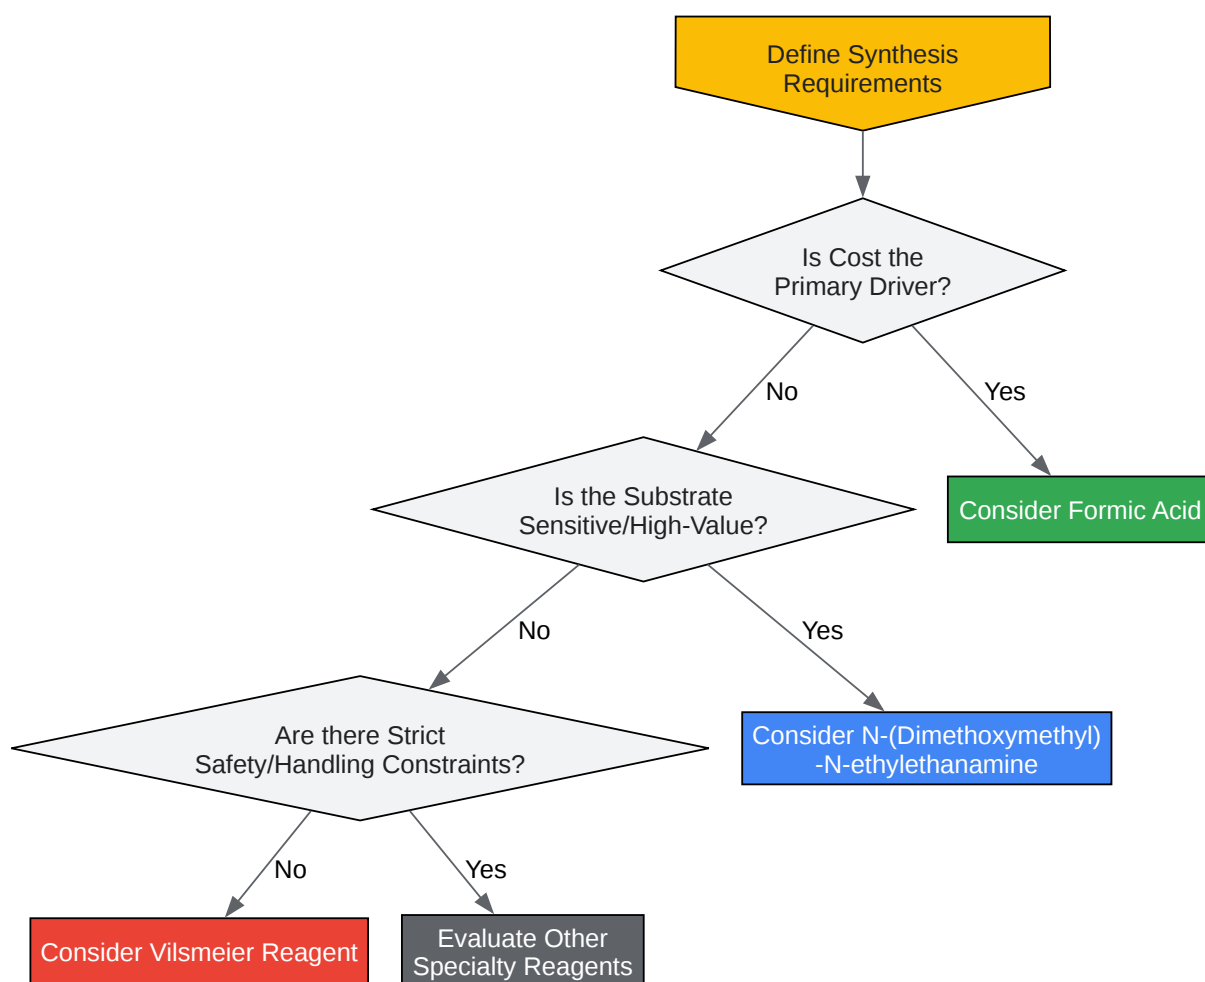 Define Synthesis
Requirements
Is Cost the
Primary Driver?
No
Yes
Is the Substrate
Sensitive/High-Value?
Consider Formic Acid
No
Yes
Are there Strict
Safety/Handling Constraints?
Consider N-(Dimethoxymethyl)
-N-ethylethanamine
No
Yes
Consider Vilsmeier Reagent
Evaluate Other
Specialty Reagents